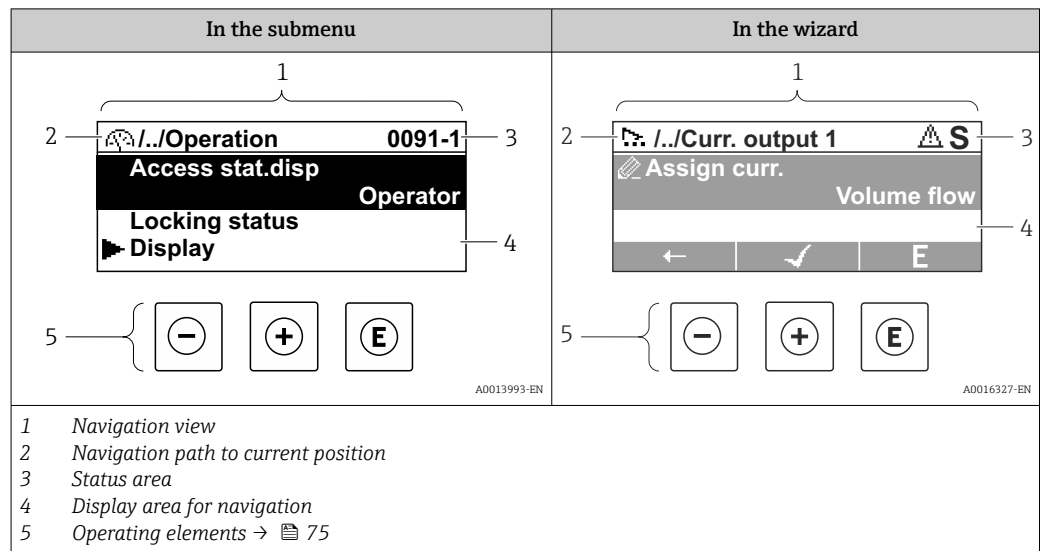 In the submenu
In the wizard
1
2
/../Operation 0091-1
3
Access stat.disp
Operator
Locking status
Display
4
5
− + E
A0013993-EN
1
2
/../Curr. output 1 S
3
Assign curr.
Volume flow
4
← ✓ E
5
− + E
A0016327-EN
1 Navigation view
2 Navigation path to current position
3 Status area
4 Display area for navigation
5 Operating elements → 75